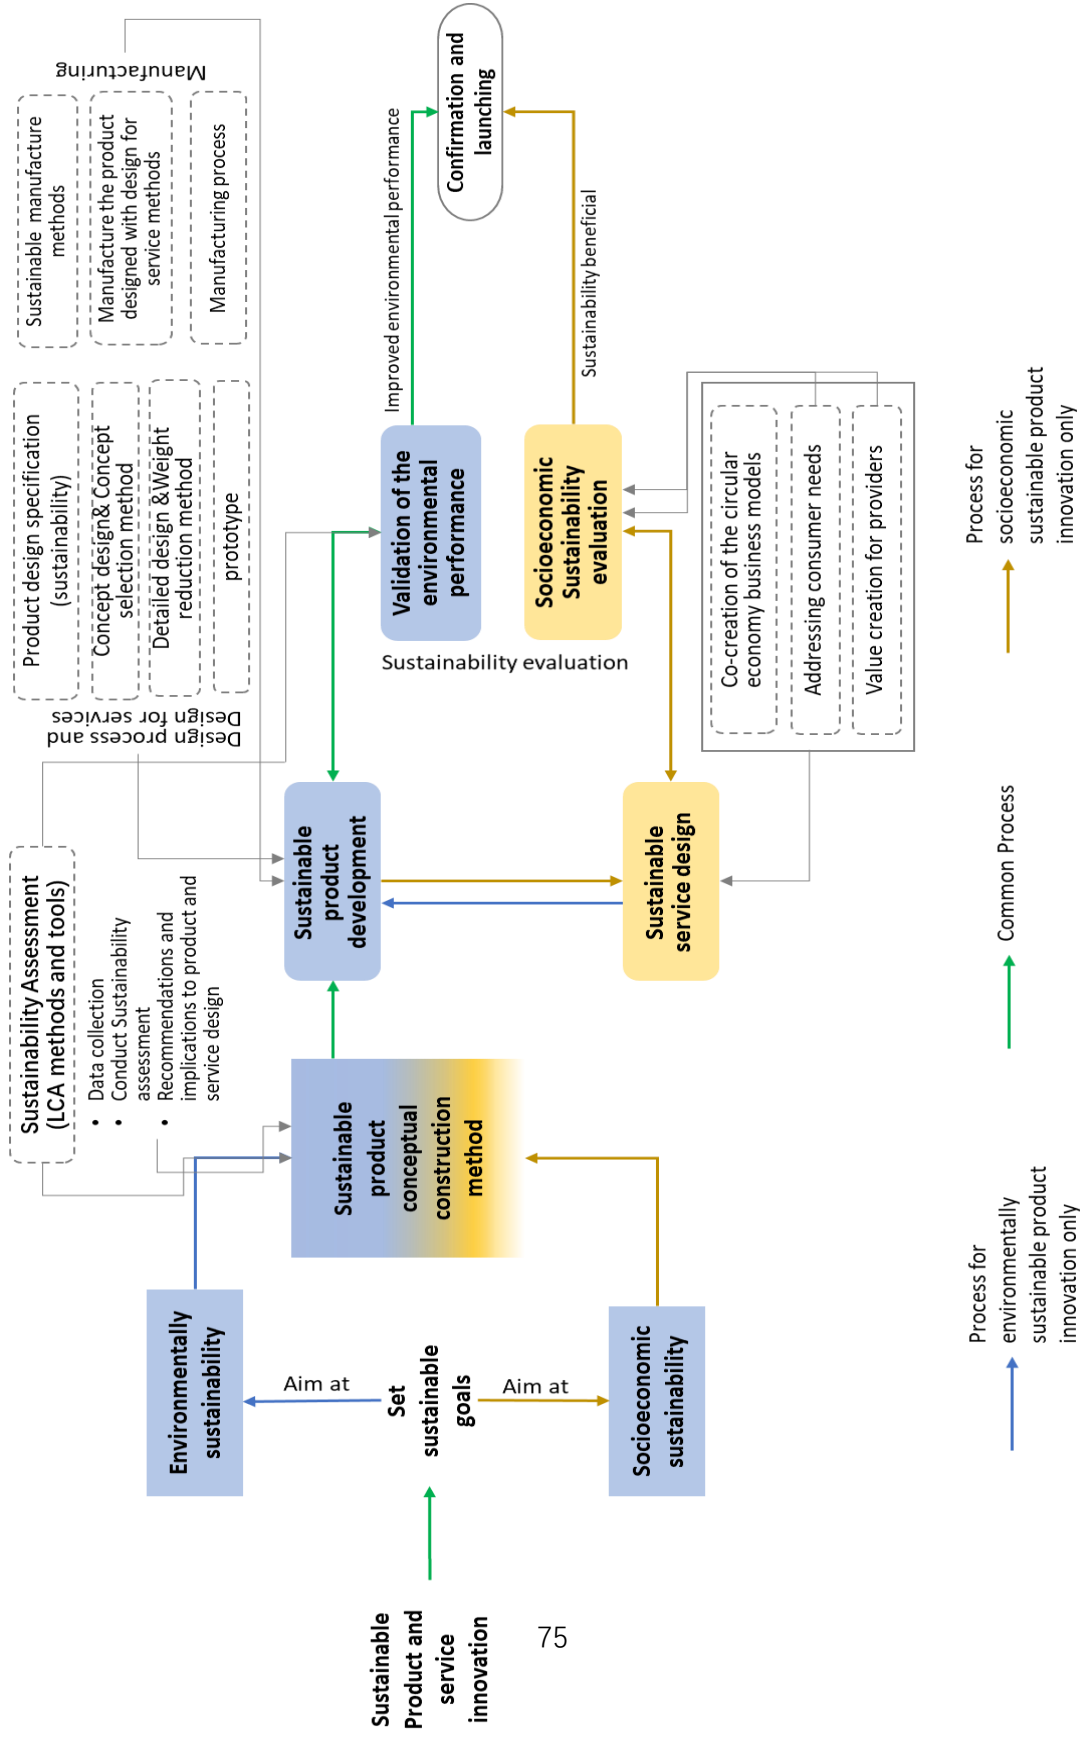 Sustainable
Product and
service
innovation
Set
sustainable
goals
Aim at
Aim at
Environmentally
sustainability
Socioeconomic
sustainability
Sustainability Assessment
(LCA methods and tools)
• Data collection
• Conduct Sustainability
assessment
• Recommendations and
implications to product and
service design
Sustainable
product
conceptual
construction
method
Sustainable
product
development
Sustainable
service design
Design process and
Design for services
Product design specification
(sustainability)
Concept design& Concept
selection method
Detailed design &Weight
reduction method
prototype
Manufacturing
Sustainable manufacture
methods
Manufacture the product
designed with design for
service methods
Manufacturing process
Validation of the
environmental
performance
Sustainability evaluation
Socioeconomic
Sustainability
evaluation
Improved environmental performance
Sustainability beneficial
Confirmation and
launching
Co-creation of the circular
economy business models
Addressing consumer needs
Value creation for providers
Process for
environmentally
sustainable product
innovation only
Common Process
Process for
socioeconomic
sustainable product
innovation only
75